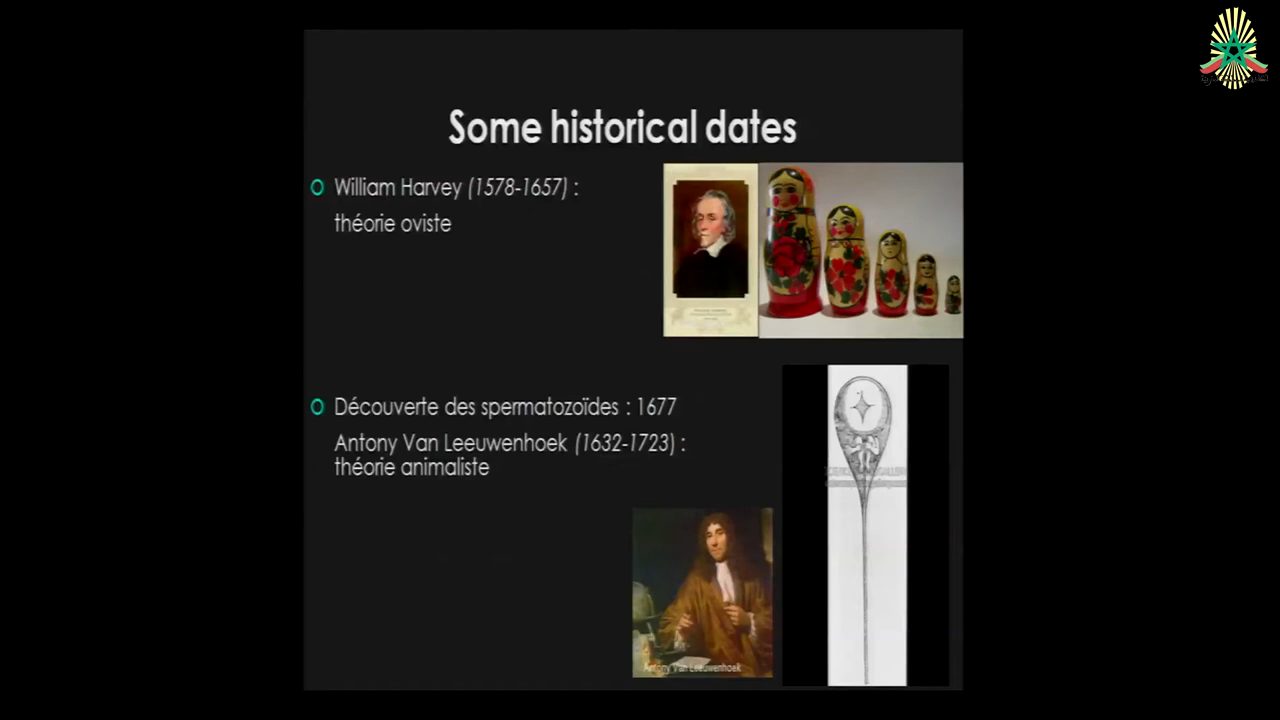 Some historical dates
William Harvey (1578-1657) :
théorie oviste
Découverte des spermatozoïdes : 1677
Antony Van Leeuwenhoek (1632-1723) :
théorie animaliste
Antony Van Leeuwenhoek